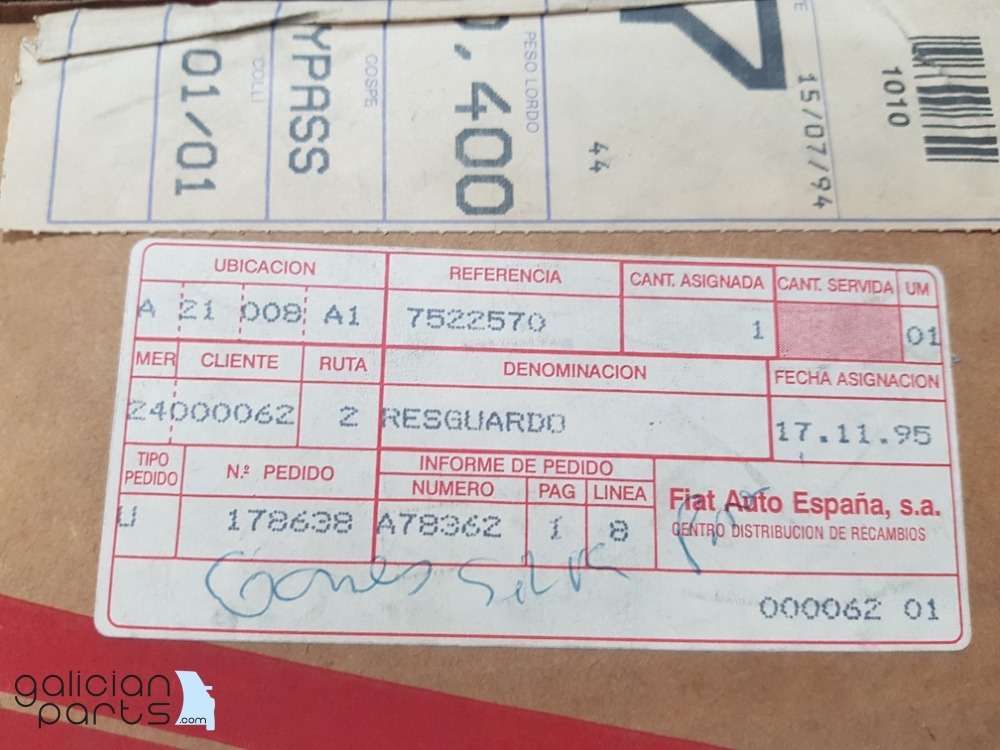 01/01
COLLI
YPASS
COSPE
,400
PESO LORDO
44
15/07/94
1010
UBICACION REFERENCIA CANT. ASIGNADA CANT. SERVIDA UM
A 21 008 A1 7522570 1 01
MER CLIENTE RUTA DENOMINACION FECHA ASIGNACION
24000062 2 RESGUARDO 17.11.95
TIPO PEDIDO N.º PEDIDO INFORME DE PEDIDO
NUMERO PAG LINEA
U 178638 A78362 1 8
Fiat Auto España, s.a.
CENTRO DISTRIBUCION DE RECAMBIOS
000062 01
galician
parts.com